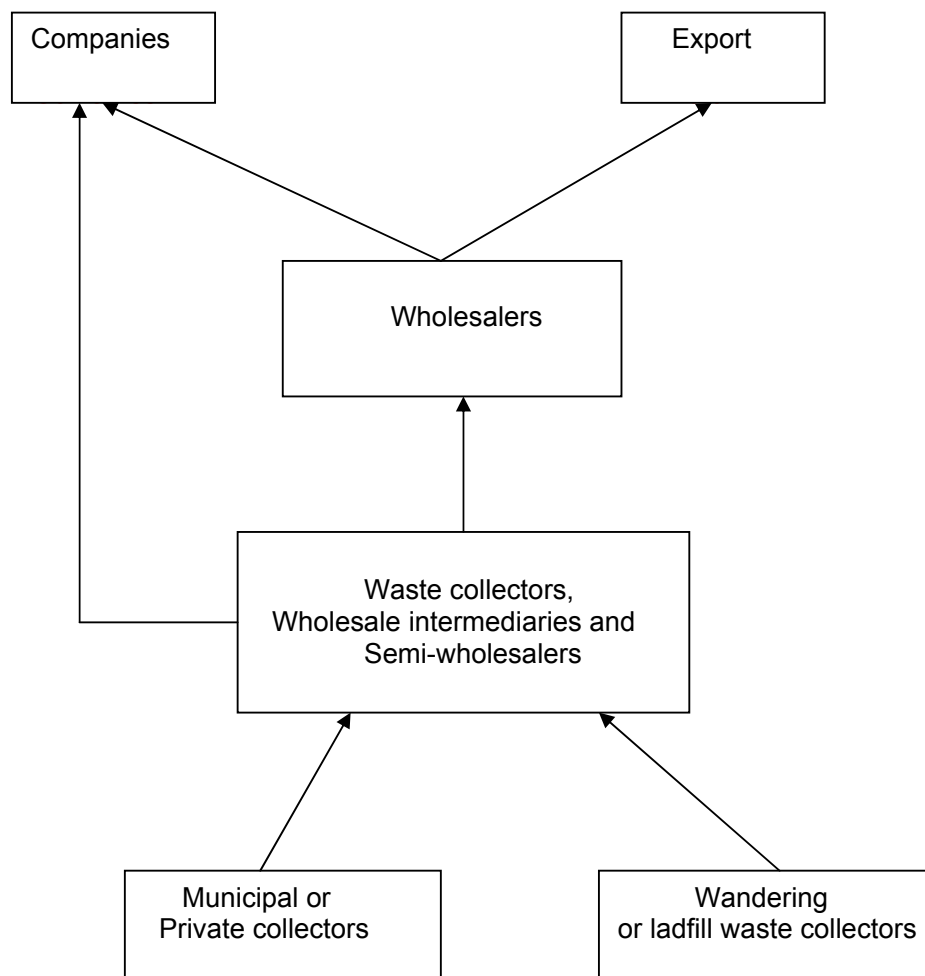 Companies
Export
Wholesalers
Waste collectors,
Wholesale intermediaries and
Semi-wholesalers
Municipal or
Private collectors
Wandering
or ladfill waste collectors